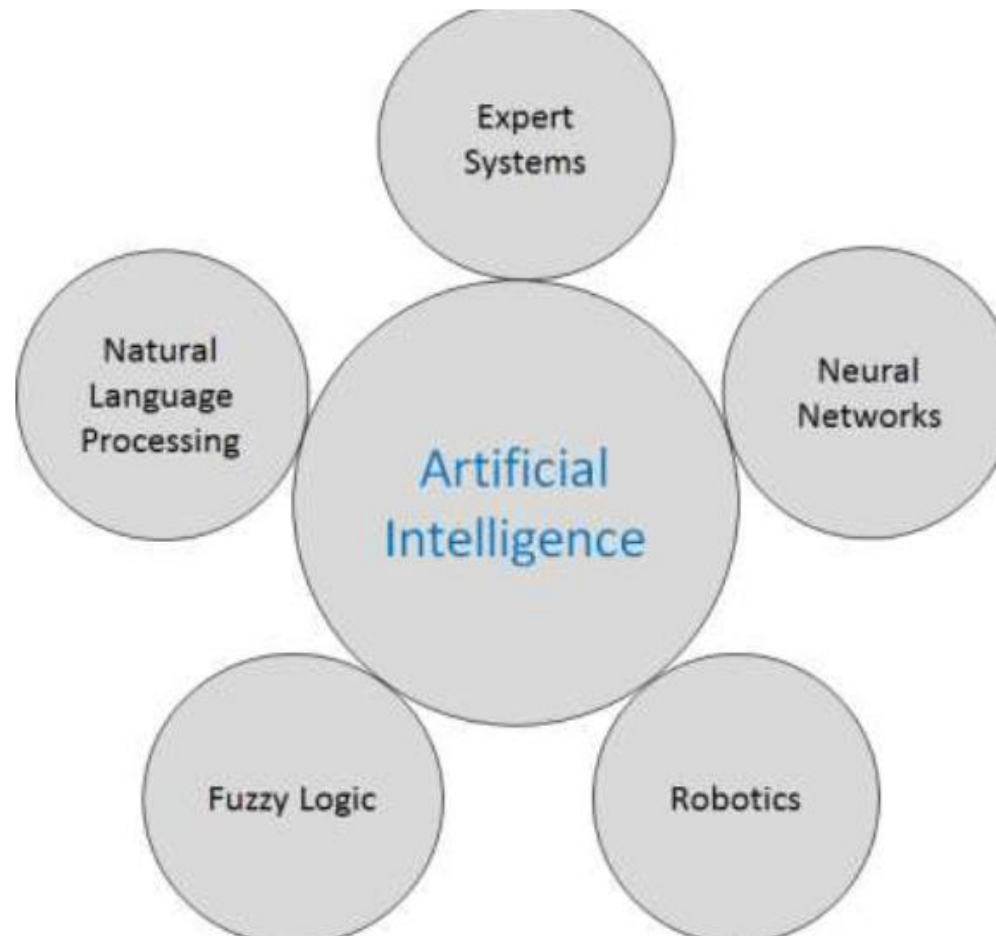 Expert
Systems
Natural
Language
Processing
Neural
Networks
Artificial
Intelligence
Fuzzy Logic
Robotics